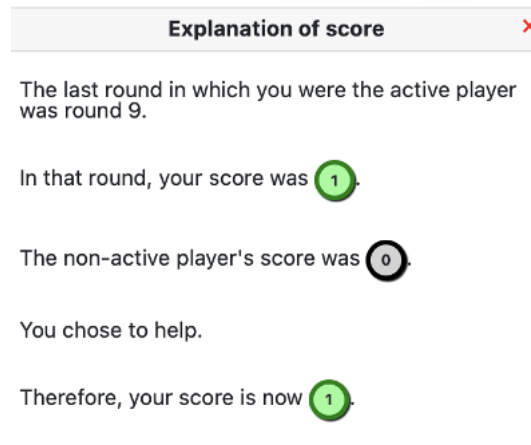 Explanation of score
The last round in which you were the active player
was round 9.
In that round, your score was 1.
The non-active player's score was 0.
You chose to help.
Therefore, your score is now 1.